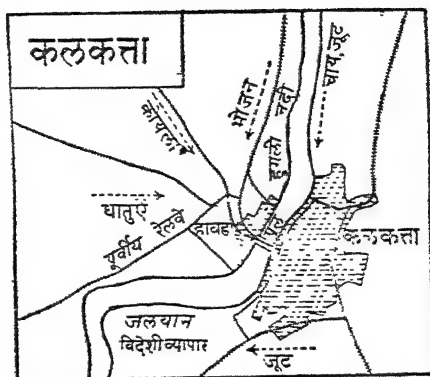 कलकत्ता
कोयला
भोजन
हुगली नदी
चाय, जूट
धातुएं
पूर्वीय रेलवे
हावड़ा
पुल
कलकत्ता
जलयान
विदेशी व्यापार
जूट